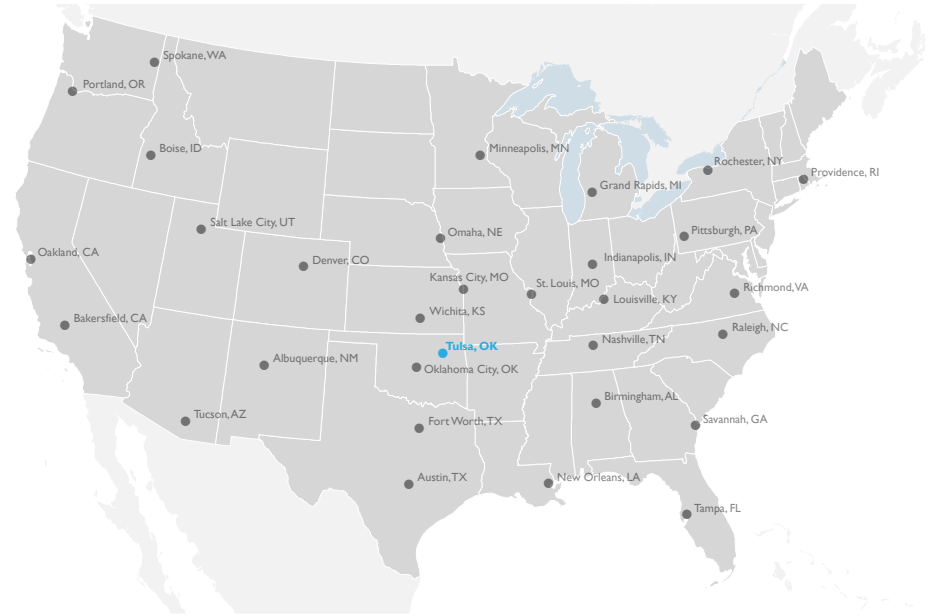 Spokane, WA
Portland, OR
Boise, ID
Minneapolis, MN
Rochester, NY
Providence, RI
Grand Rapids, MI
Salt Lake City, UT
Omaha, NE
Pittsburgh, PA
Oakland, CA
Denver, CO
Indianapolis, IN
Kansas City, MO
St. Louis, MO
Richmond, VA
Louisville, KY
Wichita, KS
Bakersfield, CA
Raleigh, NC
Nashville, TN
Tulsa, OK
Albuquerque, NM
Oklahoma City, OK
Birmingham, AL
Tucson, AZ
Fort Worth, TX
Savannah, GA
Austin, TX
New Orleans, LA
Tampa, FL